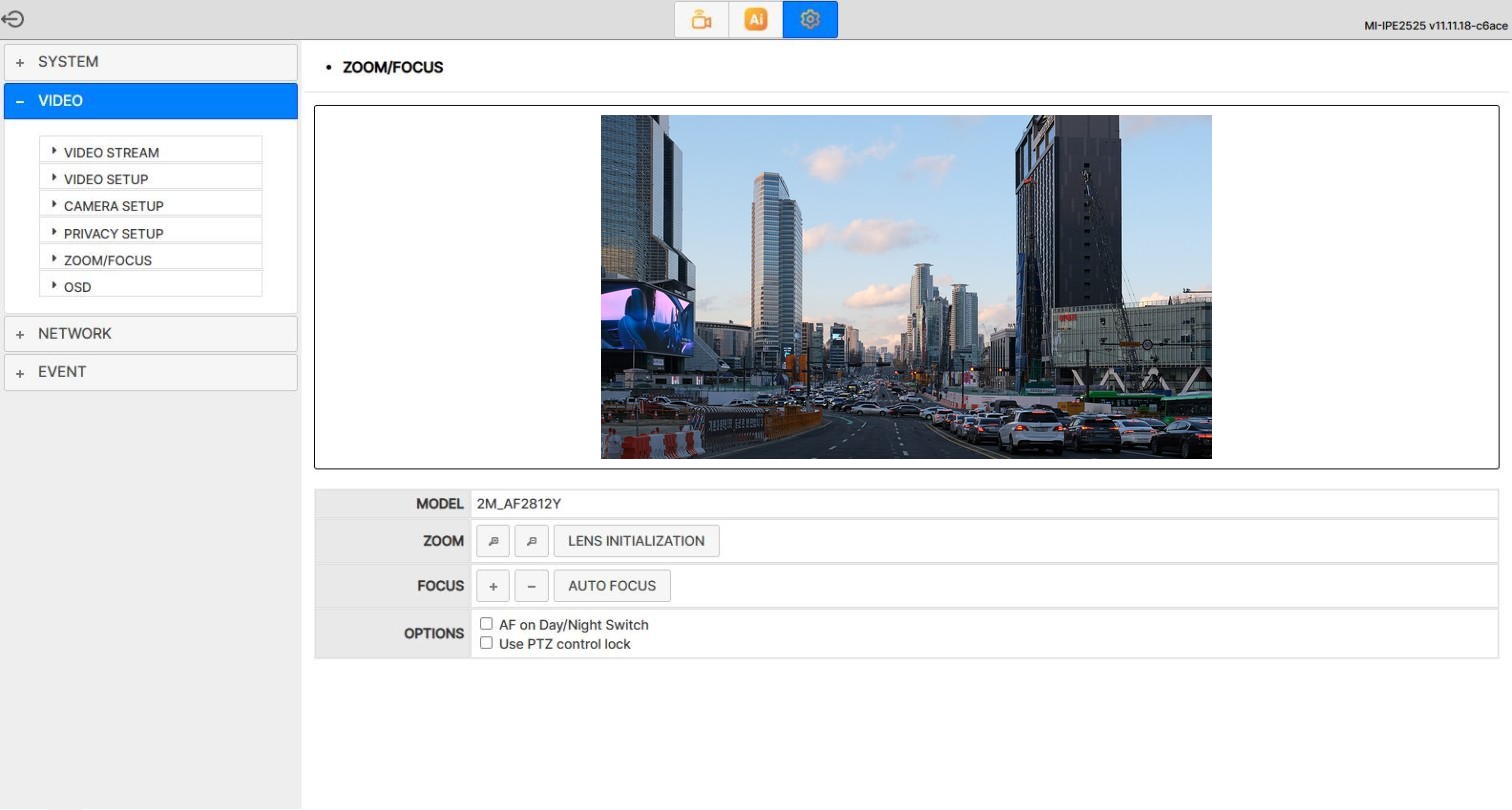 Ai
MI-IPE2525 v11.11.18-c6ace
+ SYSTEM
− VIDEO
VIDEO STREAM
VIDEO SETUP
CAMERA SETUP
PRIVACY SETUP
ZOOM/FOCUS
OSD
+ NETWORK
+ EVENT
• ZOOM/FOCUS
MODEL 2M_AF2812Y
ZOOM LENS INITIALIZATION
FOCUS + − AUTO FOCUS
OPTIONS AF on Day/Night Switch
Use PTZ control lock